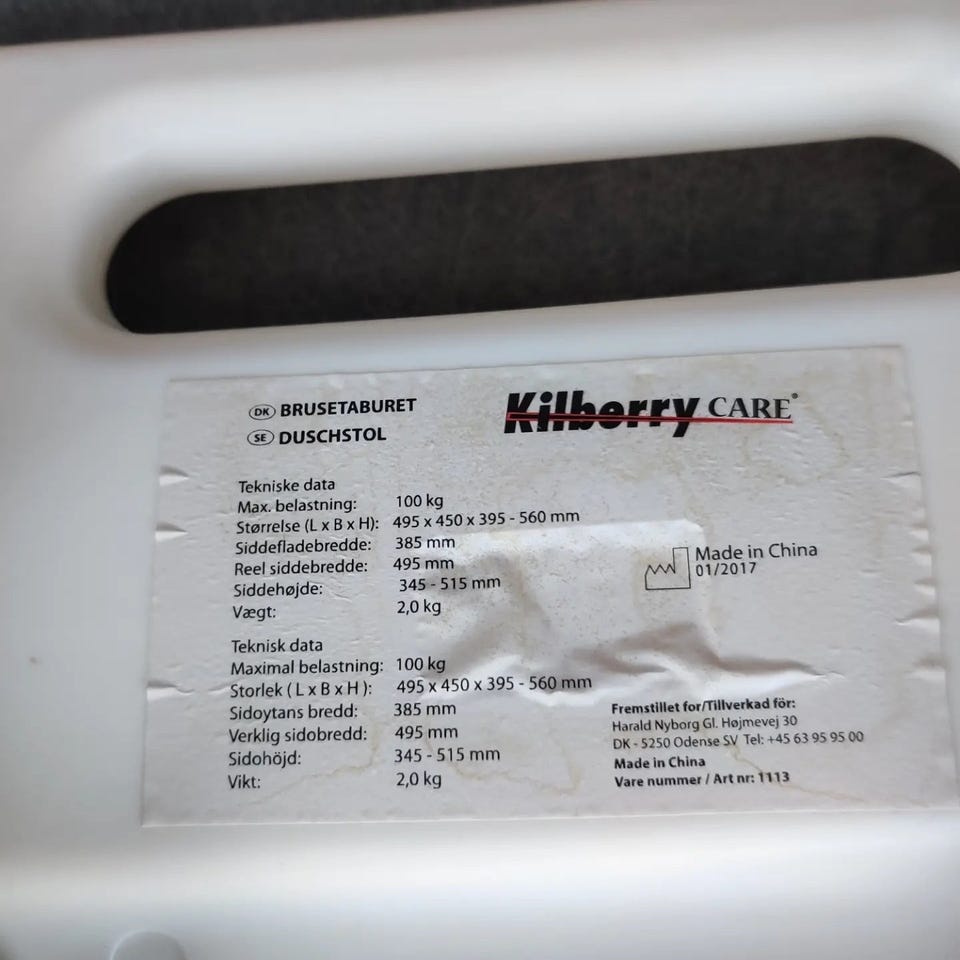 DK BRUSETABURET
SE DUSCHSTOL
Kilberry CARE®
Tekniske data
Max. belastning: 100 kg
Størrelse (L x B x H): 495 x 450 x 395 - 560 mm
Siddefladebredde: 385 mm
Reel siddebredde: 495 mm
Siddehøjde: 345 - 515 mm
Vægt: 2,0 kg
Made in China
01/2017
Teknisk data
Maximal belastning: 100 kg
Storlek ( L x B x H ): 495 x 450 x 395 - 560 mm
Sidoytans bredd: 385 mm
Verklig sidobredd: 495 mm
Sidohöjd: 345 - 515 mm
Vikt: 2,0 kg
Fremstillet for/Tillverkad för:
Harald Nyborg Gl. Højmevej 30
DK - 5250 Odense SV Tel: +45 63 95 95 00
Made in China
Vare nummer / Art nr: 1113